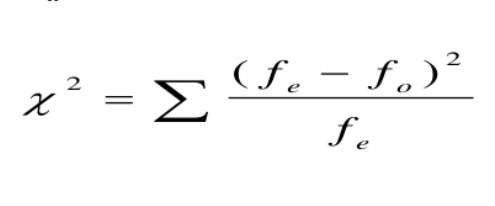 χ² = ∑ (fₑ − fₒ)² / fₑ